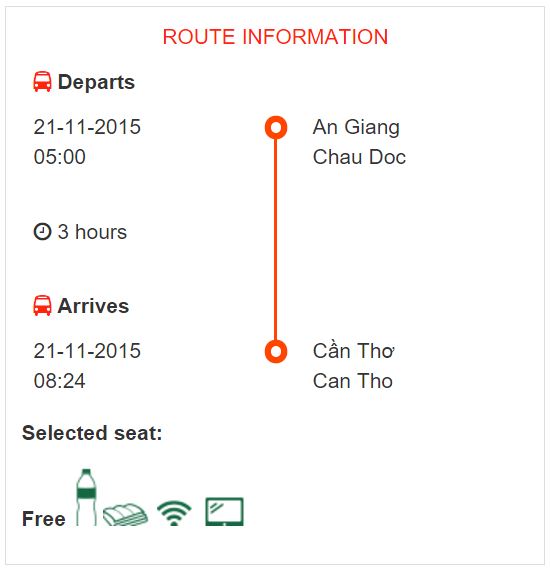 ROUTE INFORMATION
Departs
21-11-2015
An Giang
05:00
Chau Doc
3 hours
Arrives
21-11-2015
Cần Thơ
08:24
Can Tho
Selected seat:
Free